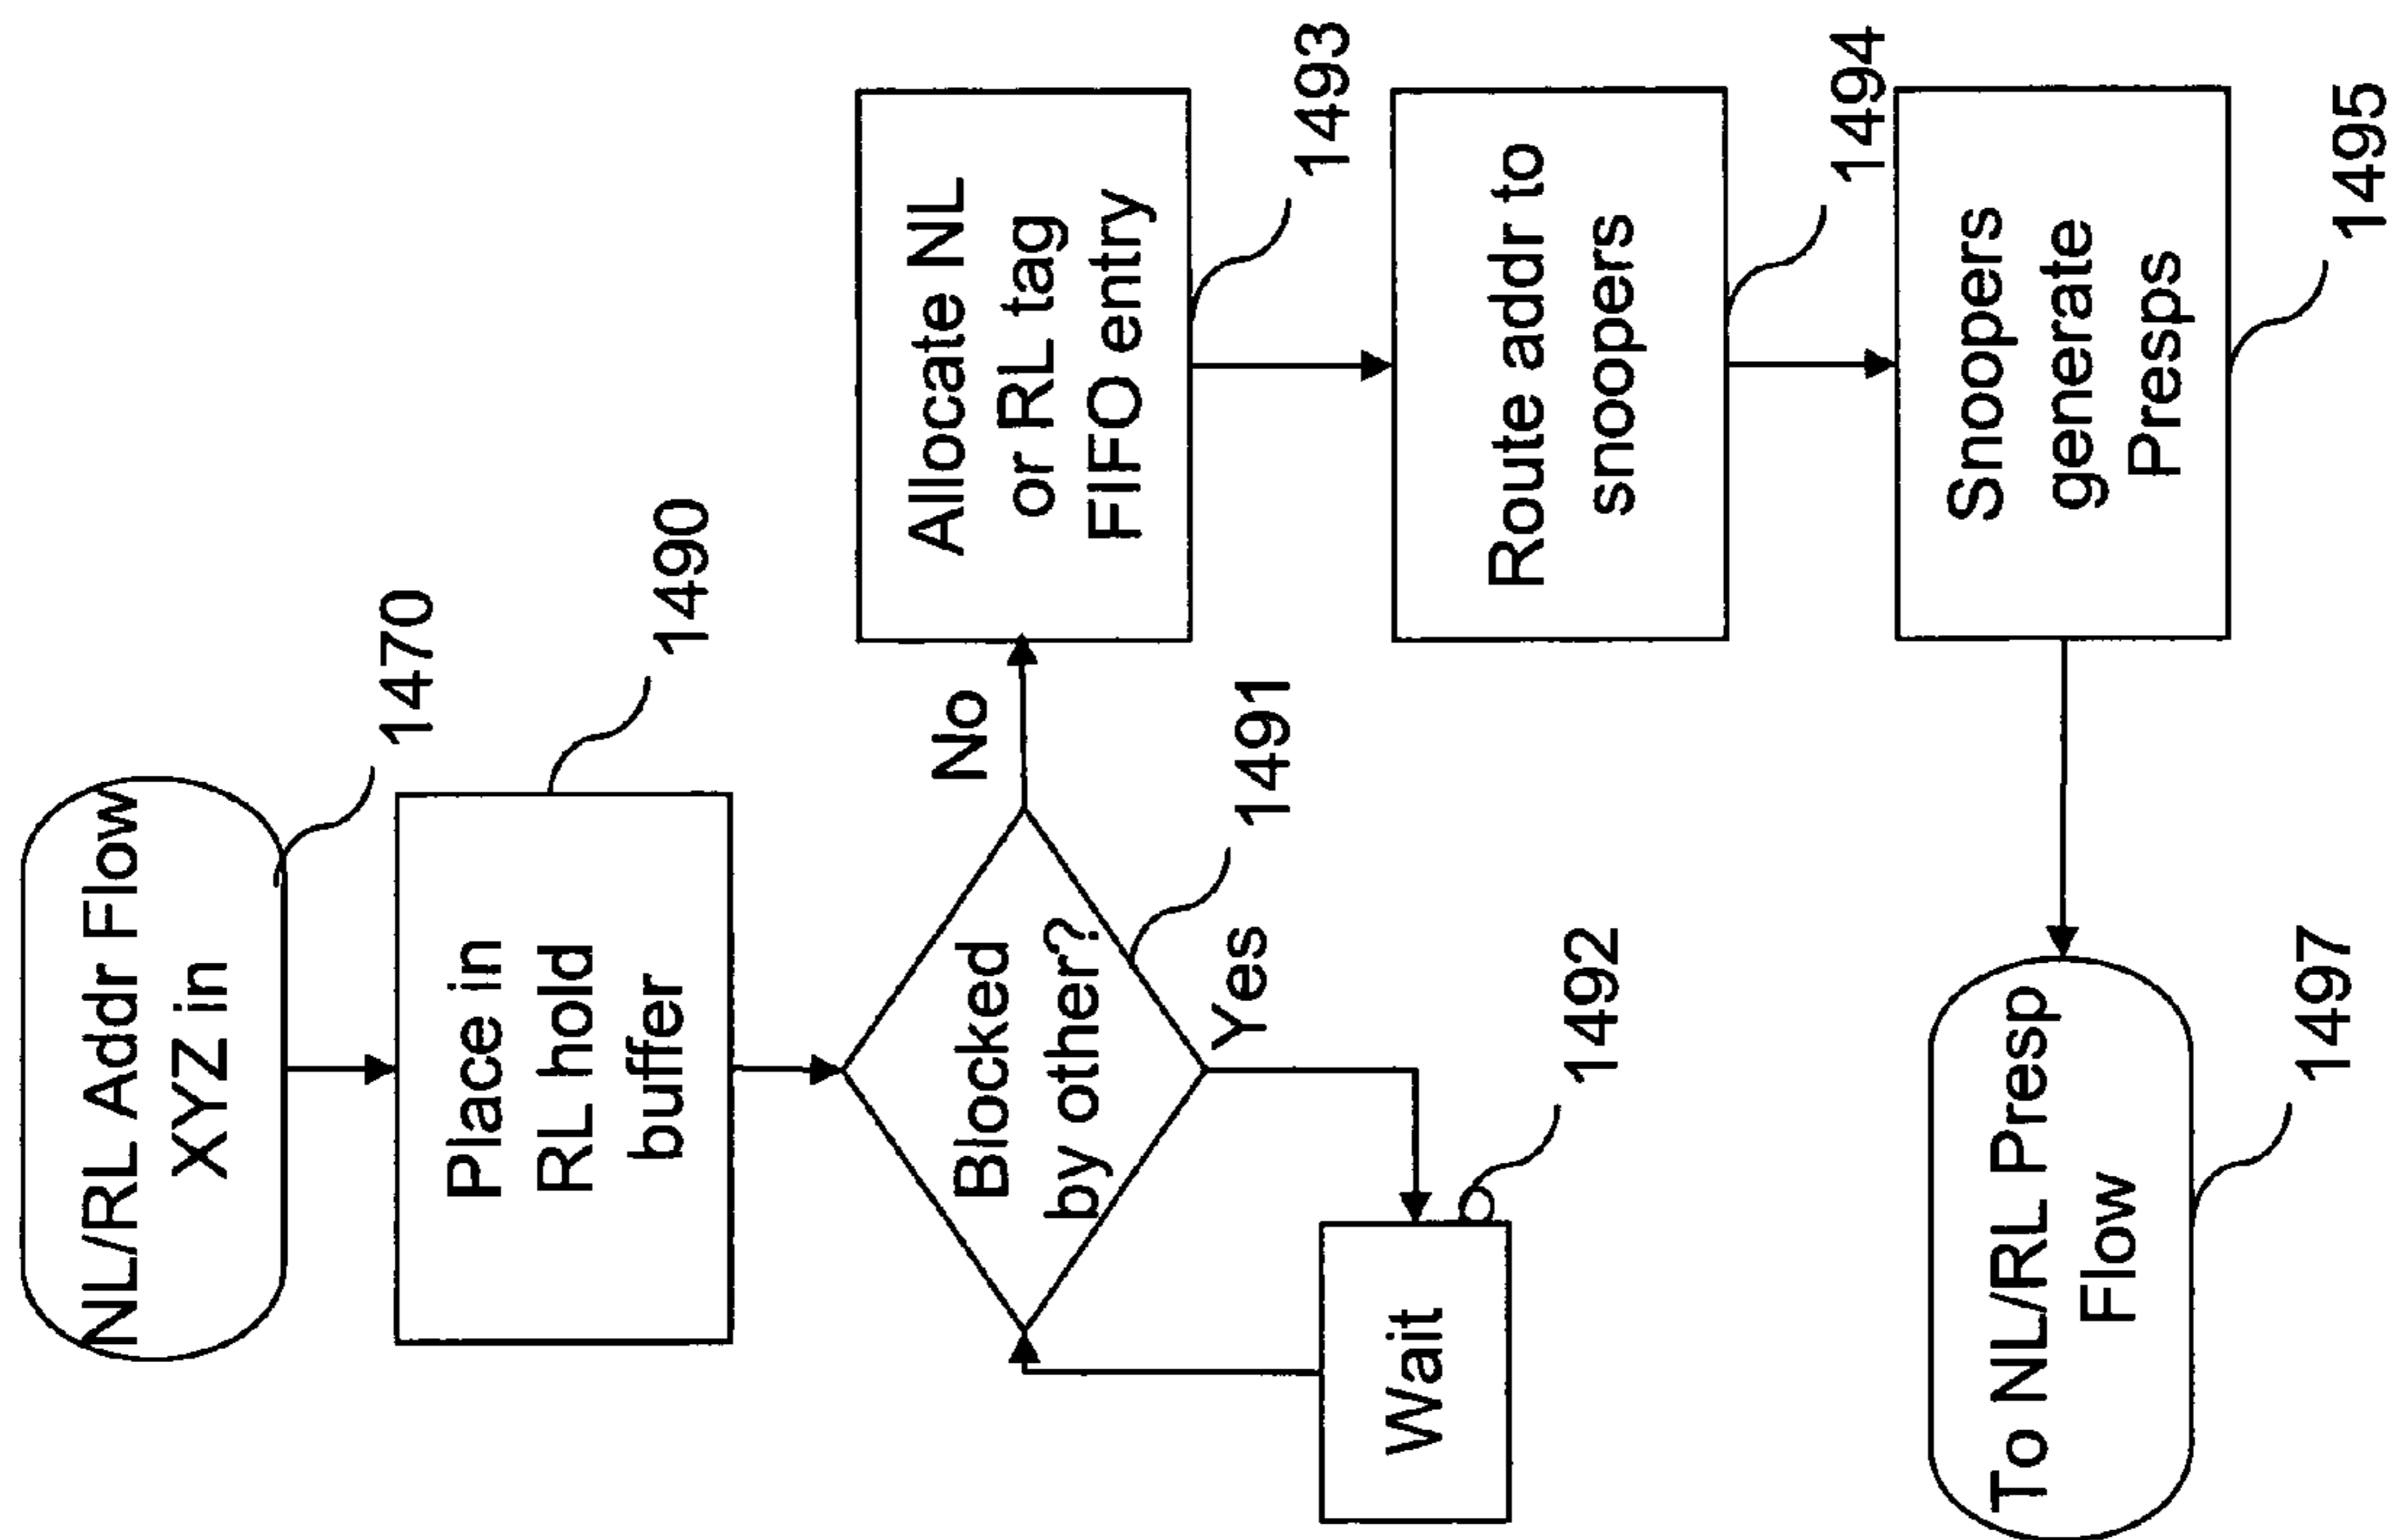 NL/RL Addr Flow
XYZ in
1470
Place in
RL hold
buffer
1490
Blocked
by other?
1491
No
Yes
Wait
1492
Allocate NL
or RL tag
FIFO entry
1493
Route addr to
snoopers
1494
Snoopers
generate
Presps
1495
To NL/RL Presp
Flow
1497